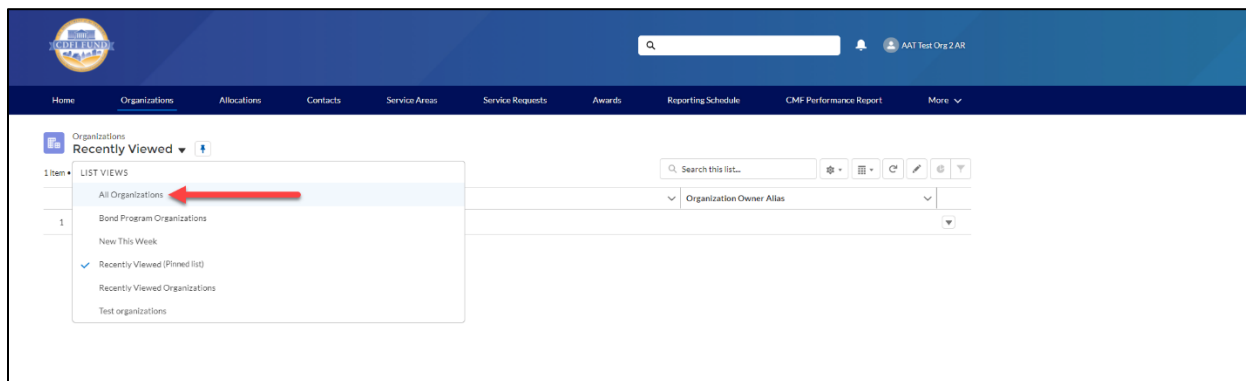 CDFI FUND
AAT Test Org 2 AR
Home Organizations Allocations Contacts Service Areas Service Requests Awards Reporting Schedule CMF Performance Report More
Organizations
Recently Viewed
1 Item •
Search this list...
LIST VIEWS
All Organizations
Bond Program Organizations
New This Week
Recently Viewed (Pinned list)
Recently Viewed Organizations
Test organizations
Organization Owner Alias
1